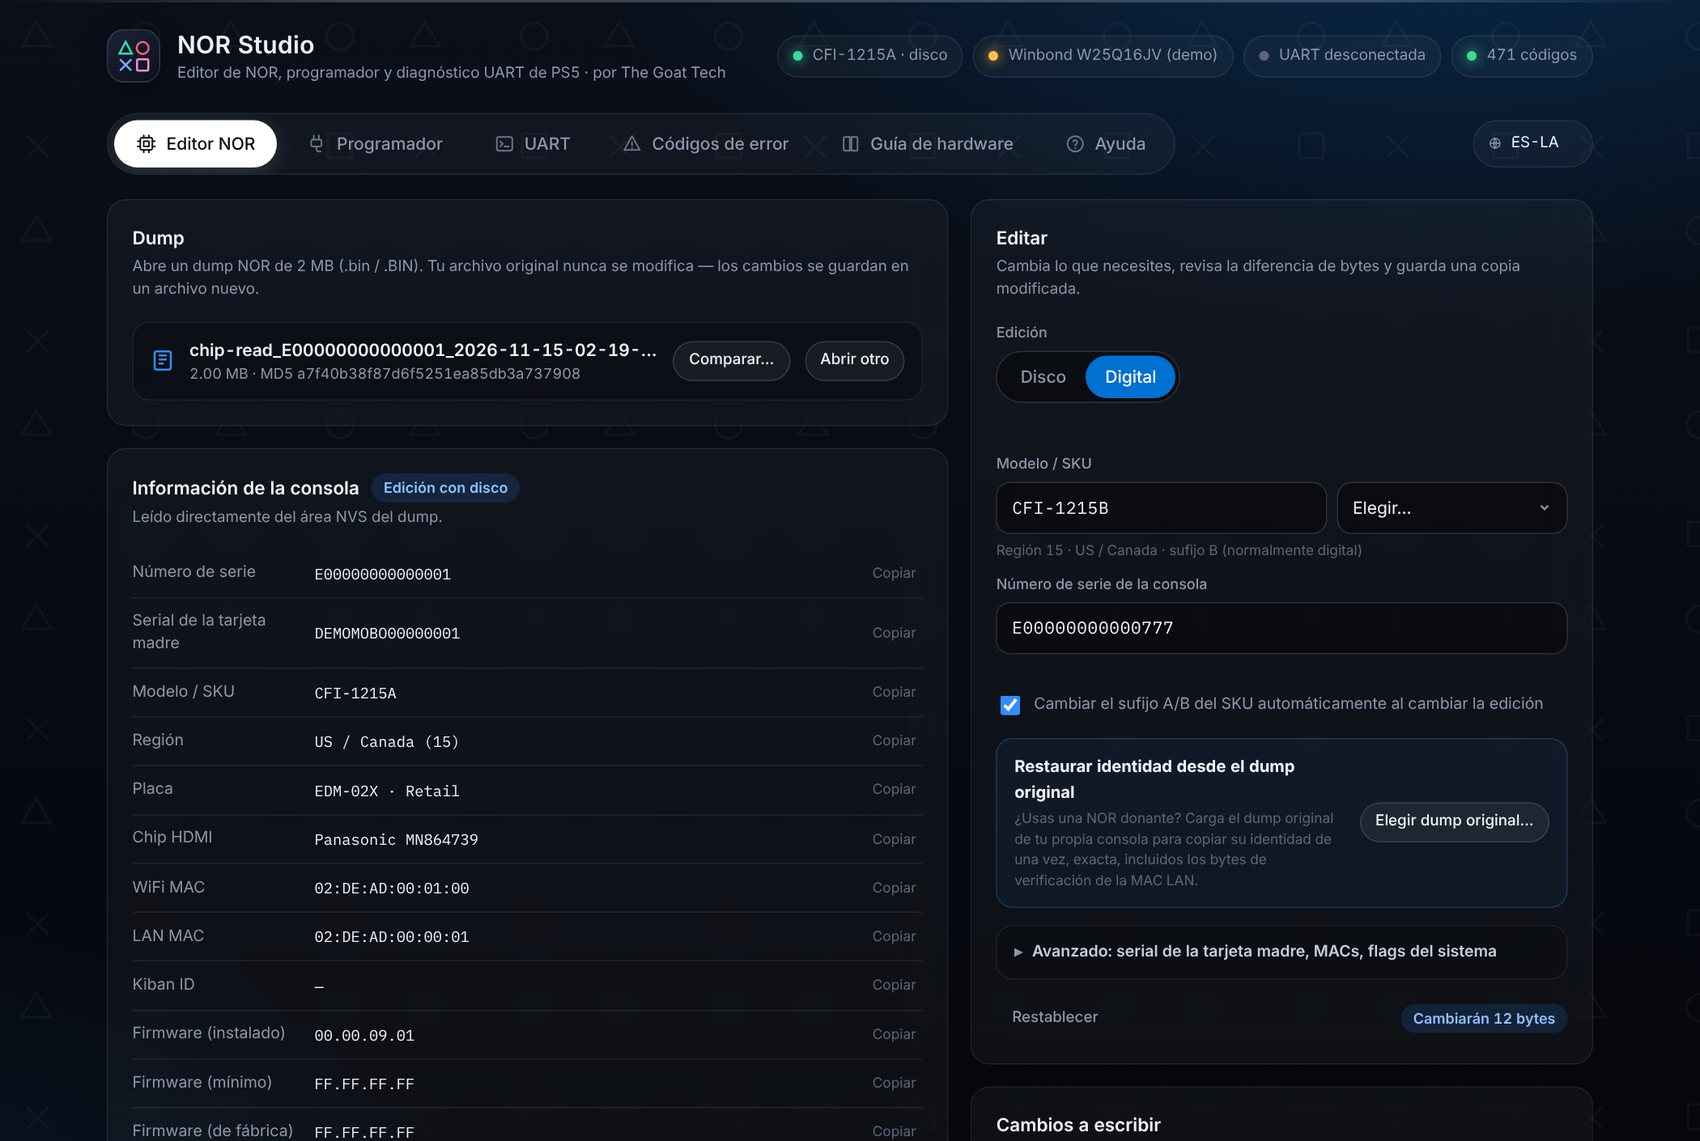 NOR Studio
Editor de NOR, programador y diagnóstico UART de PS5 · por The Goat Tech
CFI-1215A · disco
Winbond W25Q16JV (demo)
UART desconectada
471 códigos
Editor NOR
Programador
UART
Códigos de error
Guía de hardware
Ayuda
ES-LA
Dump
Abre un dump NOR de 2 MB (.bin / .BIN). Tu archivo original nunca se modifica — los cambios se guardan en
un archivo nuevo.
chip-read_E00000000000001_2026-11-15-02-19-...
2.00 MB · MD5 a7f40b38f87d6f5251ea85db3a737908
Comparar...
Abrir otro
Información de la consola
Edición con disco
Leído directamente del área NVS del dump.
Número de serie
E00000000000001
Copiar
Serial de la tarjeta
madre
DEMOMOBO00000001
Copiar
Modelo / SKU
CFI-1215A
Copiar
Región
US / Canada (15)
Copiar
Placa
EDM-02X · Retail
Copiar
Chip HDMI
Panasonic MN864739
Copiar
WiFi MAC
02:DE:AD:00:01:00
Copiar
LAN MAC
02:DE:AD:00:00:01
Copiar
Kiban ID
—
Copiar
Firmware (instalado)
00.00.09.01
Copiar
Firmware (mínimo)
FF.FF.FF.FF
Copiar
Firmware (de fábrica)
FF.FF.FF.FF
Copiar
Editar
Cambia lo que necesites, revisa la diferencia de bytes y guarda una copia
modificada.
Edición
Disco
Digital
Modelo / SKU
CFI-1215B
Elegir...
Región 15 · US / Canada · sufijo B (normalmente digital)
Número de serie de la consola
E00000000000777
Cambiar el sufijo A/B del SKU automáticamente al cambiar la edición
Restaurar identidad desde el dump
original
¿Usas una NOR donante? Carga el dump original
de tu propia consola para copiar su identidad de
una vez, exacta, incluidos los bytes de
verificación de la MAC LAN.
Elegir dump original...
Avanzado: serial de la tarjeta madre, MACs, flags del sistema
Restablecer
Cambiarán 12 bytes
Cambios a escribir